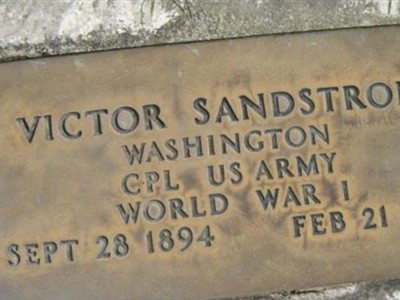 VICTOR SANDSTRO
WASHINGTON
CPL US ARMY
WORLD WAR I
SEPT 28 1894 FEB 21